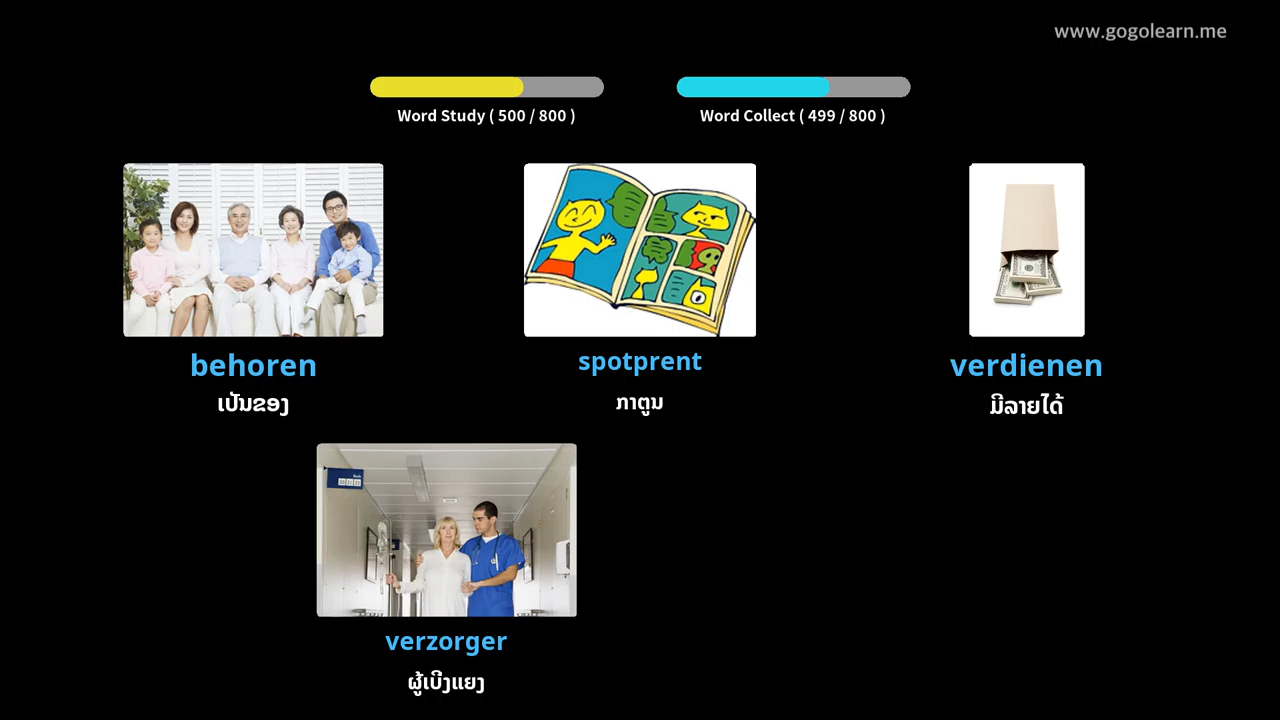 www.gogolearn.me
Word Study ( 500 / 800 )
Word Collect ( 499 / 800 )
behoren
ເປັນຂອງ
spotprent
ກາຕູນ
verdienen
ມີລາຍໄດ້
verzorger
ຜູ້ເບີ່ງແຍງ